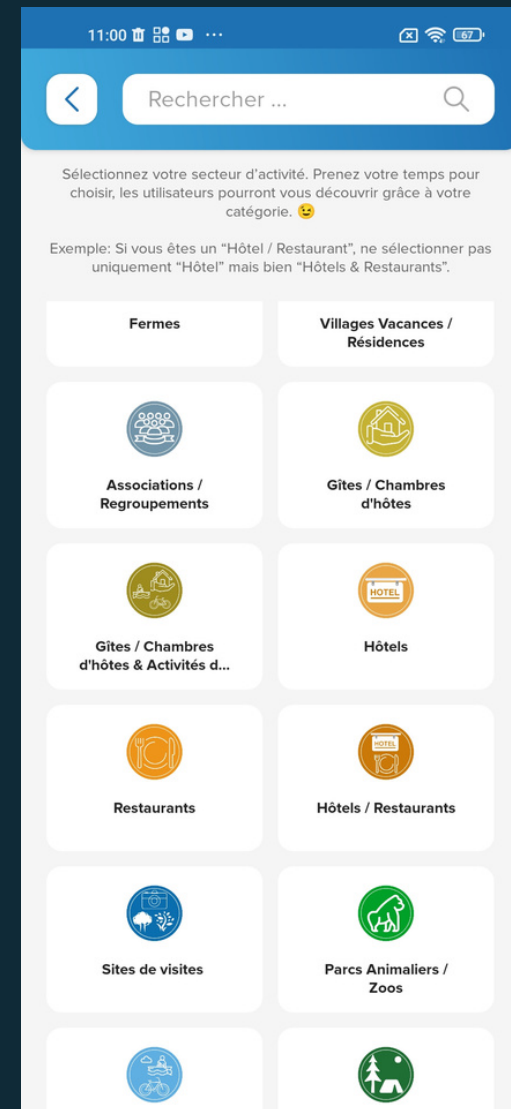 11:00
67
Rechercher ...
Sélectionnez votre secteur d'activité. Prenez votre temps pour
choisir, les utilisateurs pourront vous découvrir grâce à votre
catégorie. 😉
Exemple: Si vous êtes un “Hôtel / Restaurant”, ne sélectionner pas
uniquement “Hôtel” mais bien “Hôtels & Restaurants”.
Fermes
Villages Vacances /
Résidences
Associations /
Regroupements
Gîtes / Chambres
d'hôtes
Gîtes / Chambres
d'hôtes & Activités d...
HOTEL
Hôtels
Restaurants
HOTEL
Hôtels / Restaurants
Sites de visites
Parcs Animaliers /
Zoos